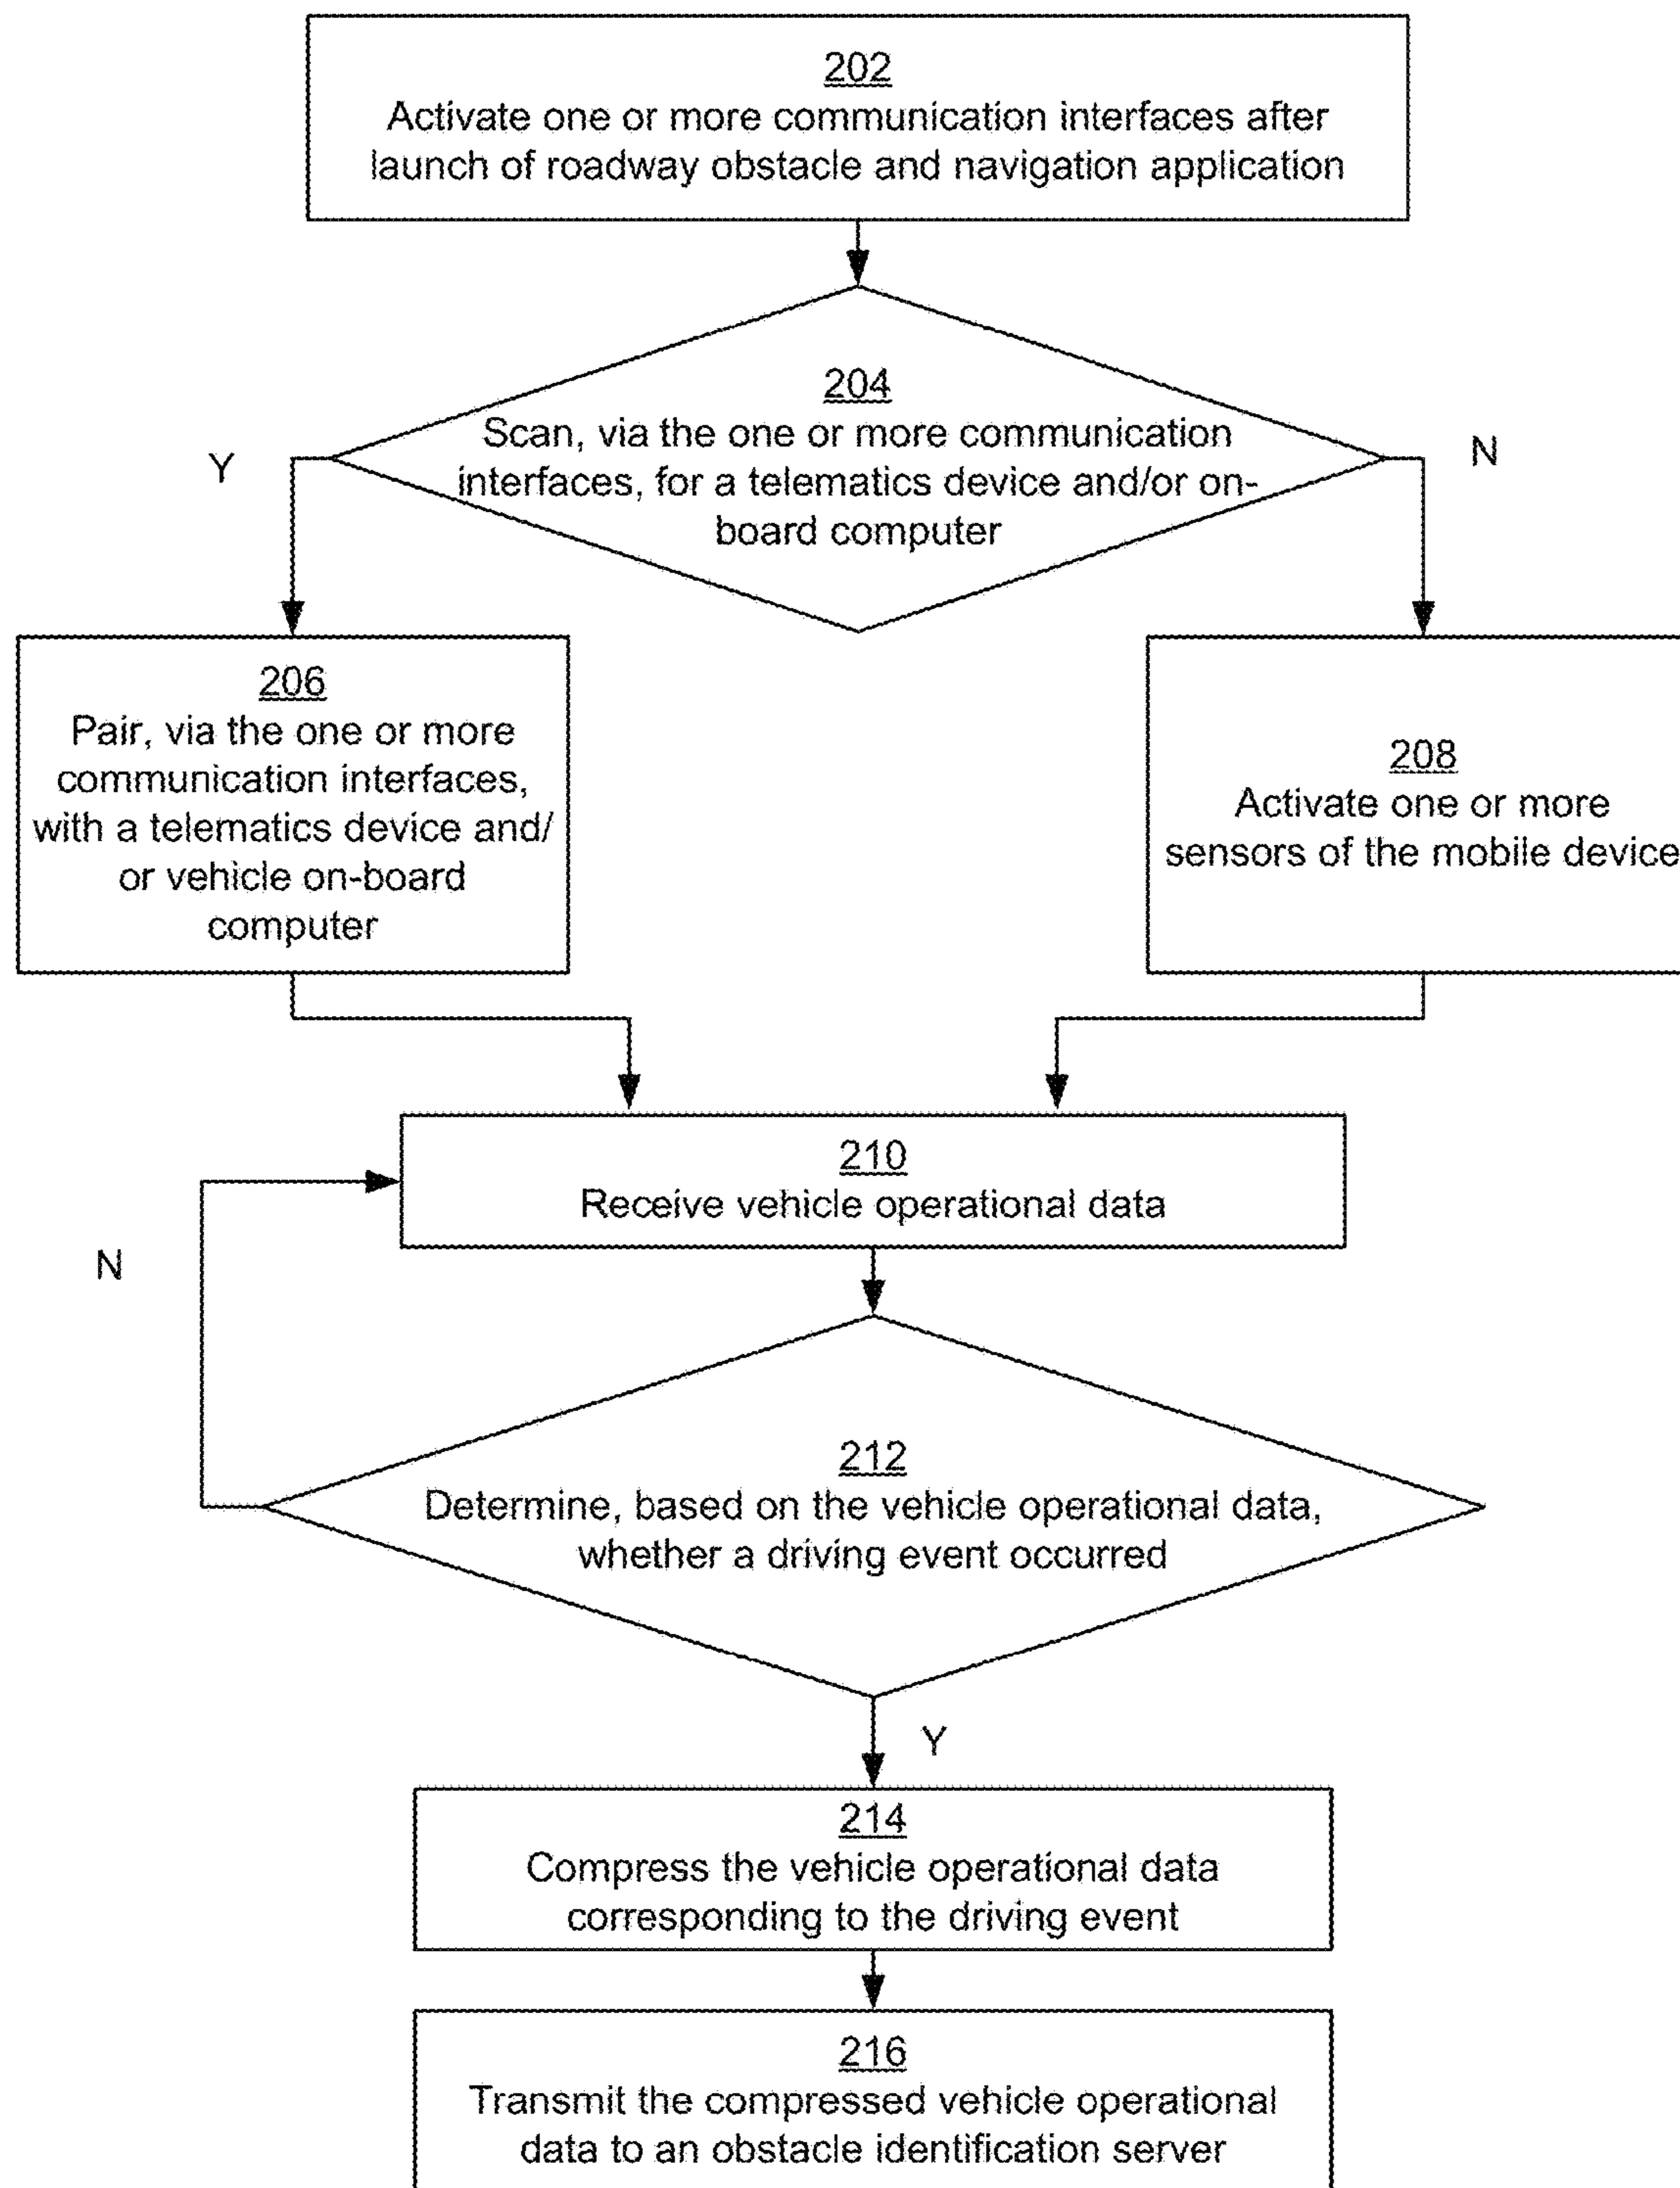 202
Activate one or more communication interfaces after
launch of roadway obstacle and navigation application
204
Scan, via the one or more communication
interfaces, for a telematics device and/or on-
board computer
Y
N
206
Pair, via the one or more
communication interfaces,
with a telematics device and/
or vehicle on-board
computer
208
Activate one or more
sensors of the mobile device
210
Receive vehicle operational data
N
212
Determine, based on the vehicle operational data,
whether a driving event occurred
Y
214
Compress the vehicle operational data
corresponding to the driving event
216
Transmit the compressed vehicle operational
data to an obstacle identification server